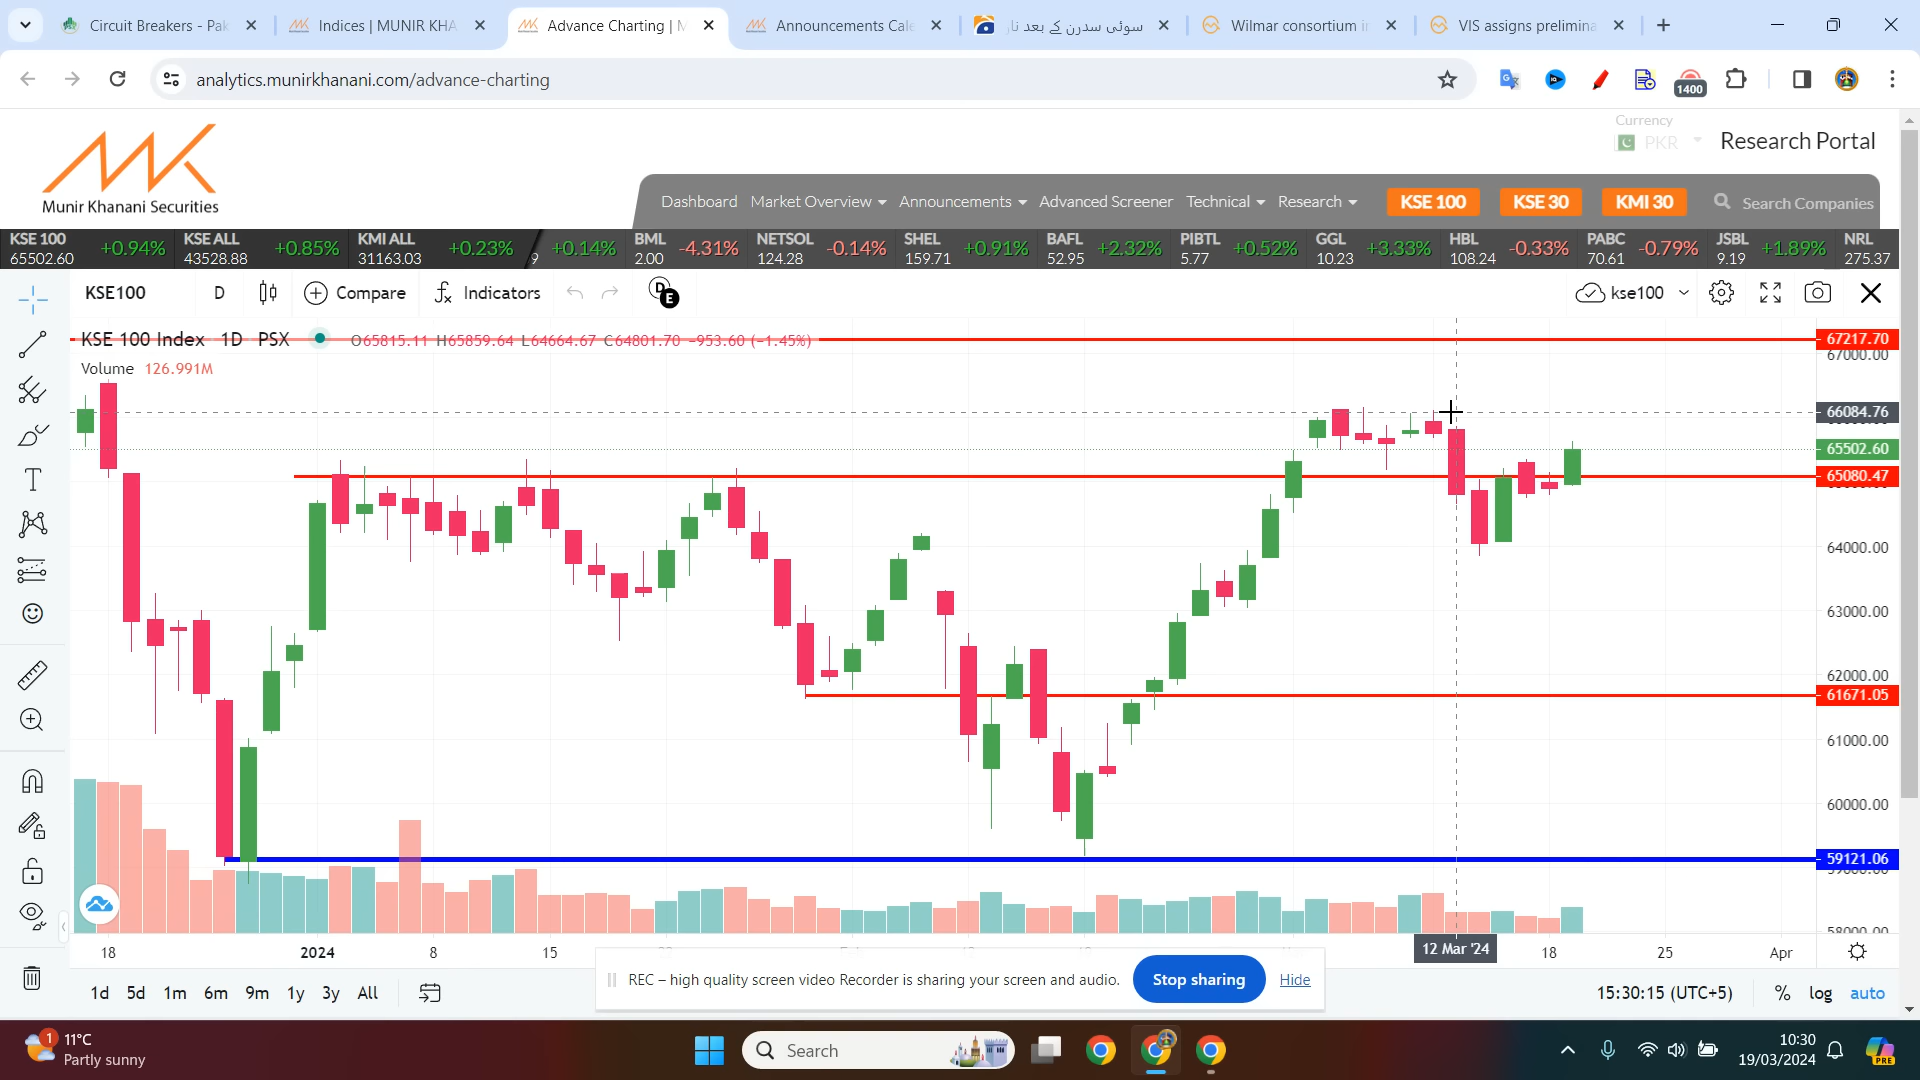 Circuit Breakers - Pak
Indices | MUNIR KHA
Advance Charting | M
Announcements Cale
سوئی سدرن کے بعد نار
Wilmar consortium in
VIS assigns prelimina
analytics.munirkhanani.com/advance-charting
1400
Munir Khanani Securities
Currency
PKR
Research Portal
Dashboard Market Overview Announcements Advanced Screener Technical Research KSE 100 KSE 30 KMI 30 Search Companies
KSE 100 65502.60 +0.94%
KSE ALL 43528.88 +0.85%
KMI ALL 31163.03 +0.23%
9 +0.14%
BML 2.00 -4.31%
NETSOL 124.28 -0.14%
SHEL 159.71 +0.91%
BAFL 52.95 +2.32%
PIBTL 5.77 +0.52%
GGL 10.23 +3.33%
HBL 108.24 -0.33%
PABC 70.61 -0.79%
JSBL 9.19 +1.89%
NRL 275.37
KSE100 D Compare Indicators D E kse100
KSE 100 Index 1D PSX O65815.11 H65859.64 L64664.67 C64801.70 −953.60 (−1.45%)
Volume 126.991M
67217.70
67000.00
66084.76
65502.60
65080.47
64000.00
63000.00
62000.00
61671.05
61000.00
60000.00
59121.06
59000.00
58000.00
18 2024 8 15 12 Mar '24 18 25 Apr
REC – high quality screen video Recorder is sharing your screen and audio. Stop sharing Hide
1d 5d 1m 6m 9m 1y 3y All
15:30:15 (UTC+5) % log auto
1
11°C
Partly sunny
Search
10:30
19/03/2024
PRE